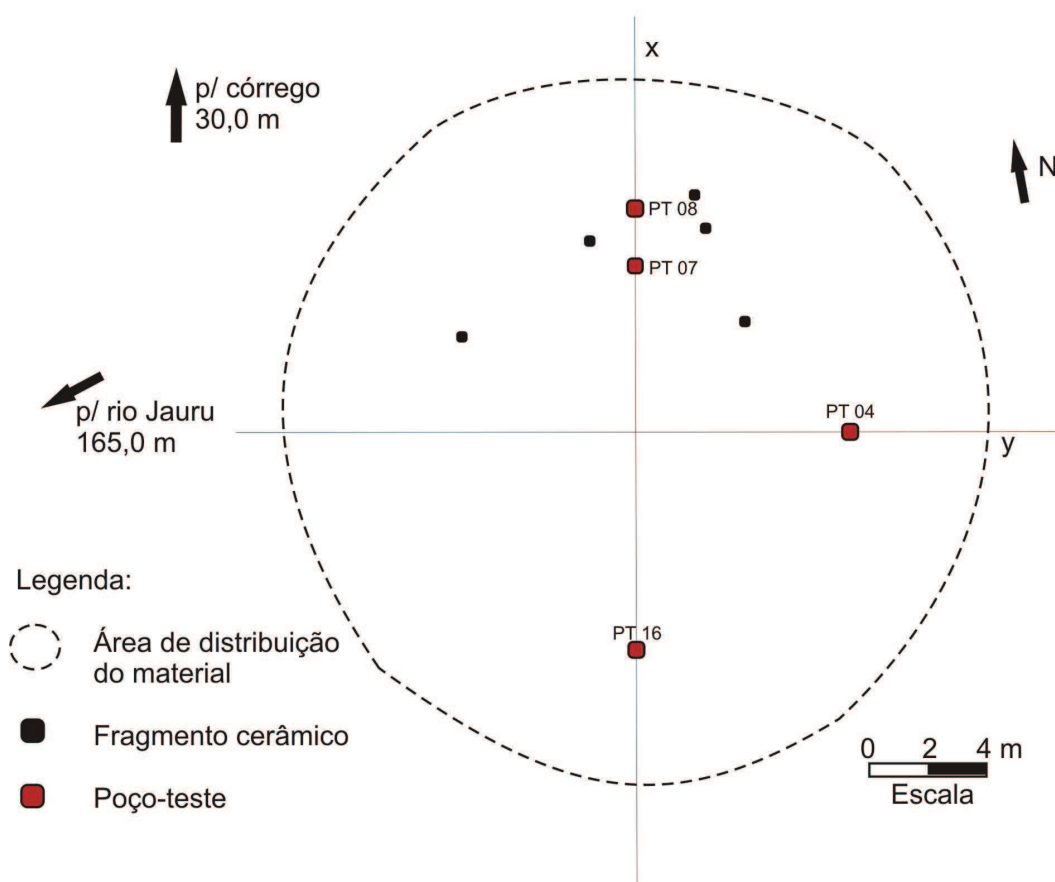 x
p/ córrego
30,0 m
N
PT 08
PT 07
p/ rio Jauru
165,0 m
PT 04
y
Legenda:
Área de distribuição
do material
PT 16
Fragmento cerâmico
0 2 4 m
Escala
Poço-teste